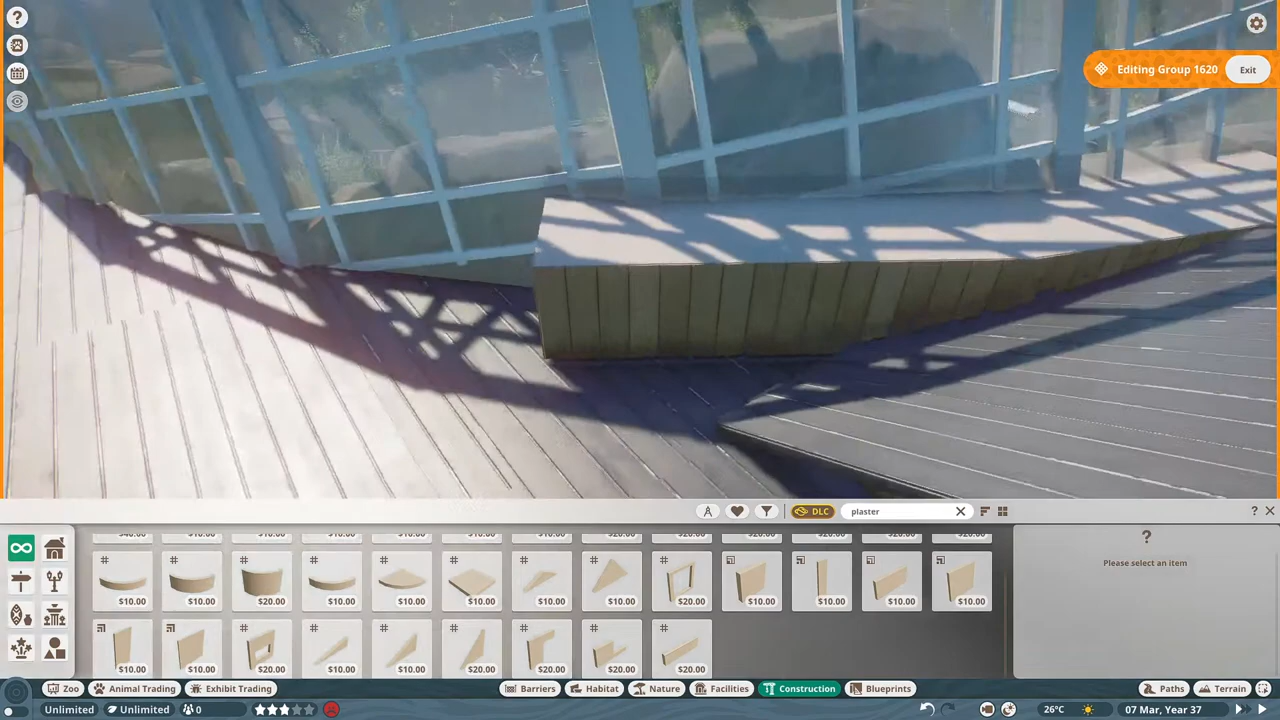 Editing Group 1620
Exit
DLC
plaster
?
?
Please select an item
$10.00 $10.00 $20.00 $10.00 $10.00 $10.00 $10.00 $10.00 $20.00 $10.00 $10.00 $10.00 $10.00
$10.00 $10.00 $20.00 $10.00 $10.00 $20.00 $20.00 $20.00 $20.00
Zoo Animal Trading Exhibit Trading Barriers Habitat Nature Facilities Construction Blueprints Paths Terrain
Unlimited Unlimited 0 26°C 07 Mar, Year 37